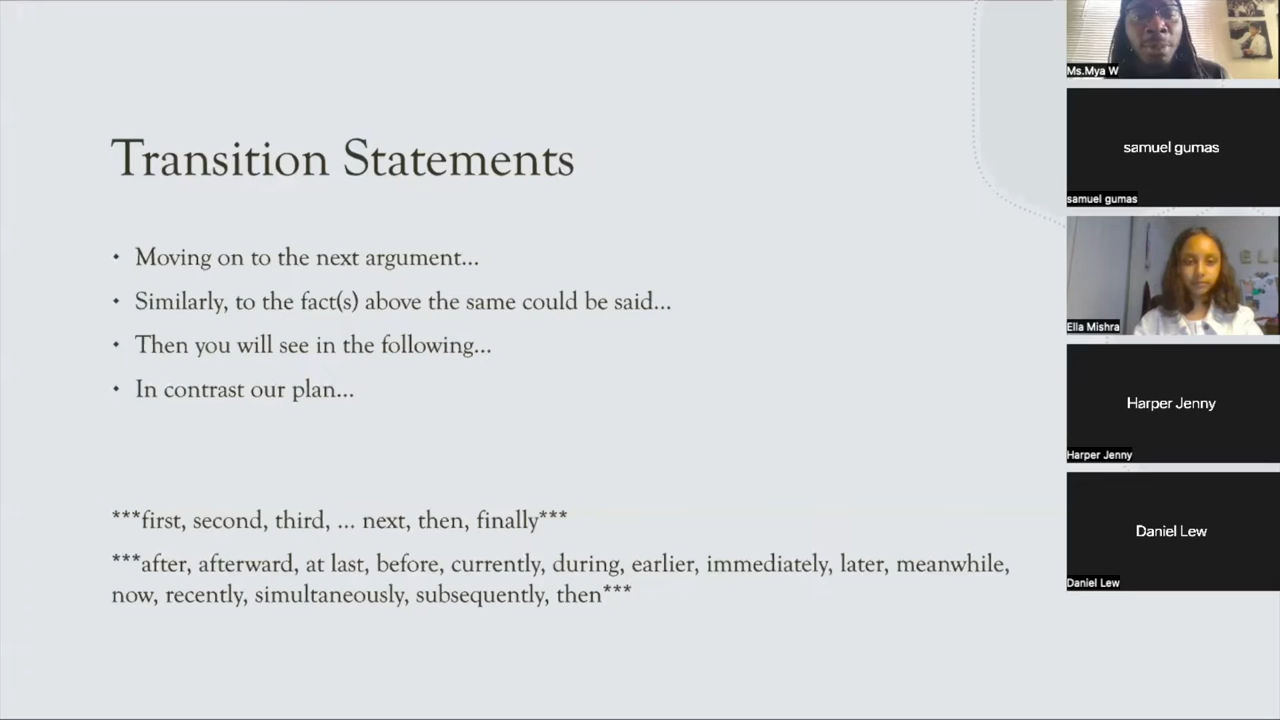 Transition Statements
• Moving on to the next argument...
• Similarly, to the fact(s) above the same could be said...
• Then you will see in the following...
• In contrast our plan...
***first, second, third, ... next, then, finally***
***after, afterward, at last, before, currently, during, earlier, immediately, later, meanwhile,
now, recently, simultaneously, subsequently, then***
Ms.Mya W
samuel gumas
samuel gumas
Ella Mishra
Harper Jenny
Harper Jenny
Daniel Lew
Daniel Lew